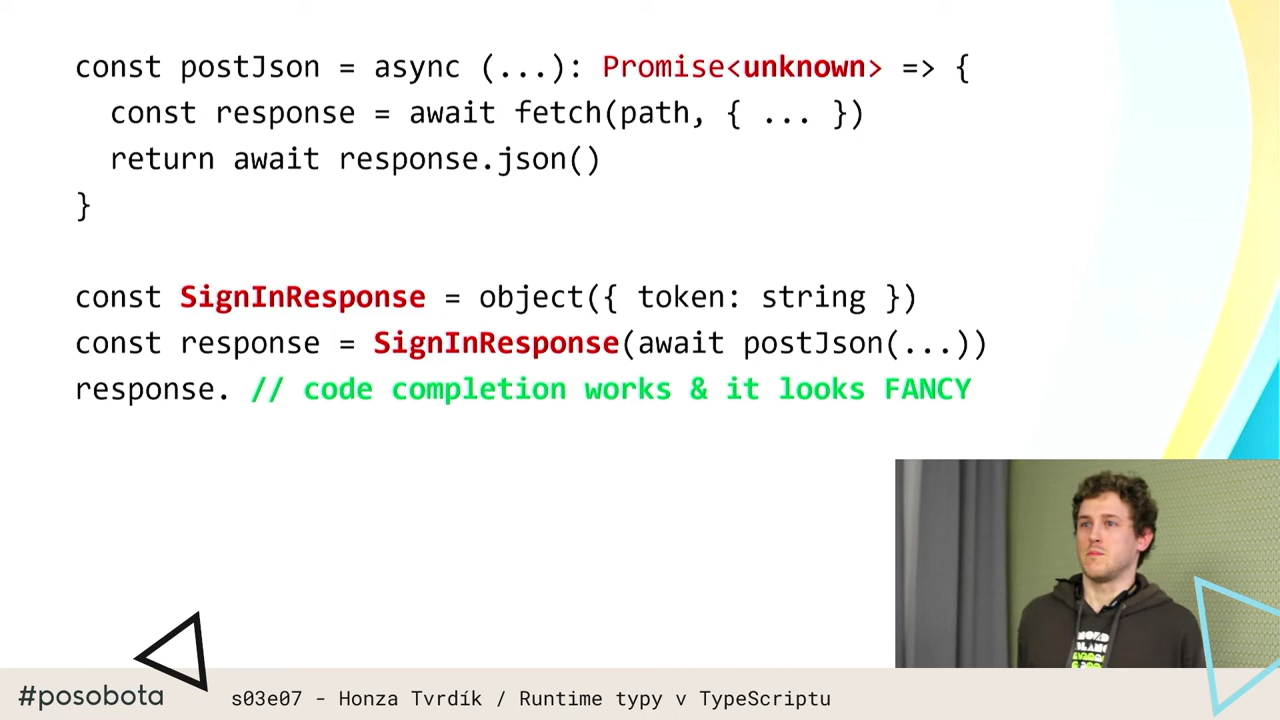 const postJson = async (...): Promise<unknown> => {
  const response = await fetch(path, { ... })
  return await response.json()
}
const SignInResponse = object({ token: string })
const response = SignInResponse(await postJson(...))
response. // code completion works & it looks FANCY
#posobota
s03e07 - Honza Tvrdík / Runtime typy v TypeScriptu